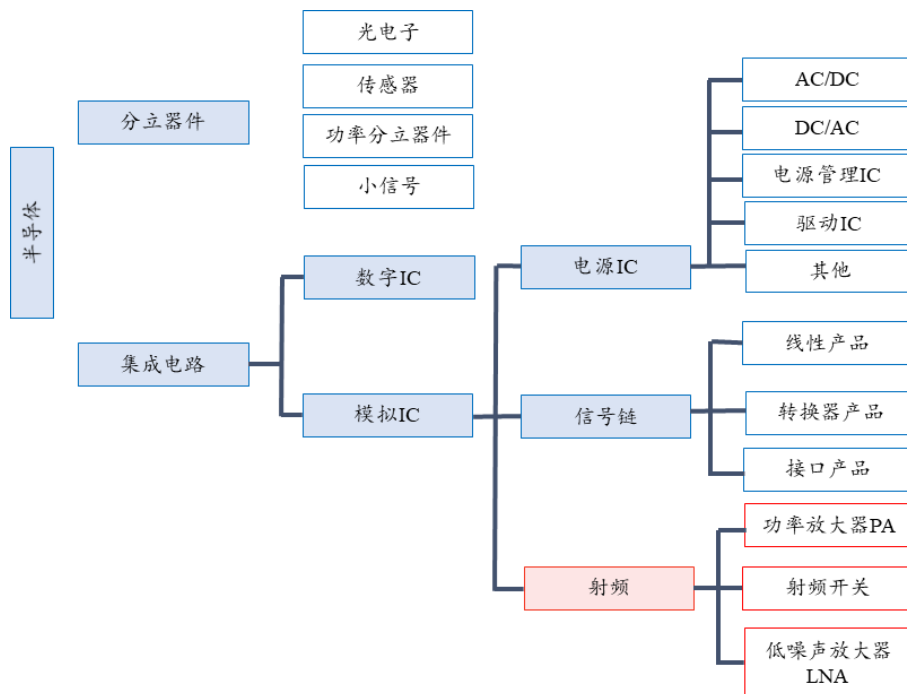 半导体
分立器件
光电子
传感器
功率分立器件
小信号
集成电路
数字IC
模拟IC
电源IC
AC/DC
DC/AC
电源管理IC
驱动IC
其他
信号链
线性产品
转换器产品
接口产品
射频
功率放大器PA
射频开关
低噪声放大器
LNA